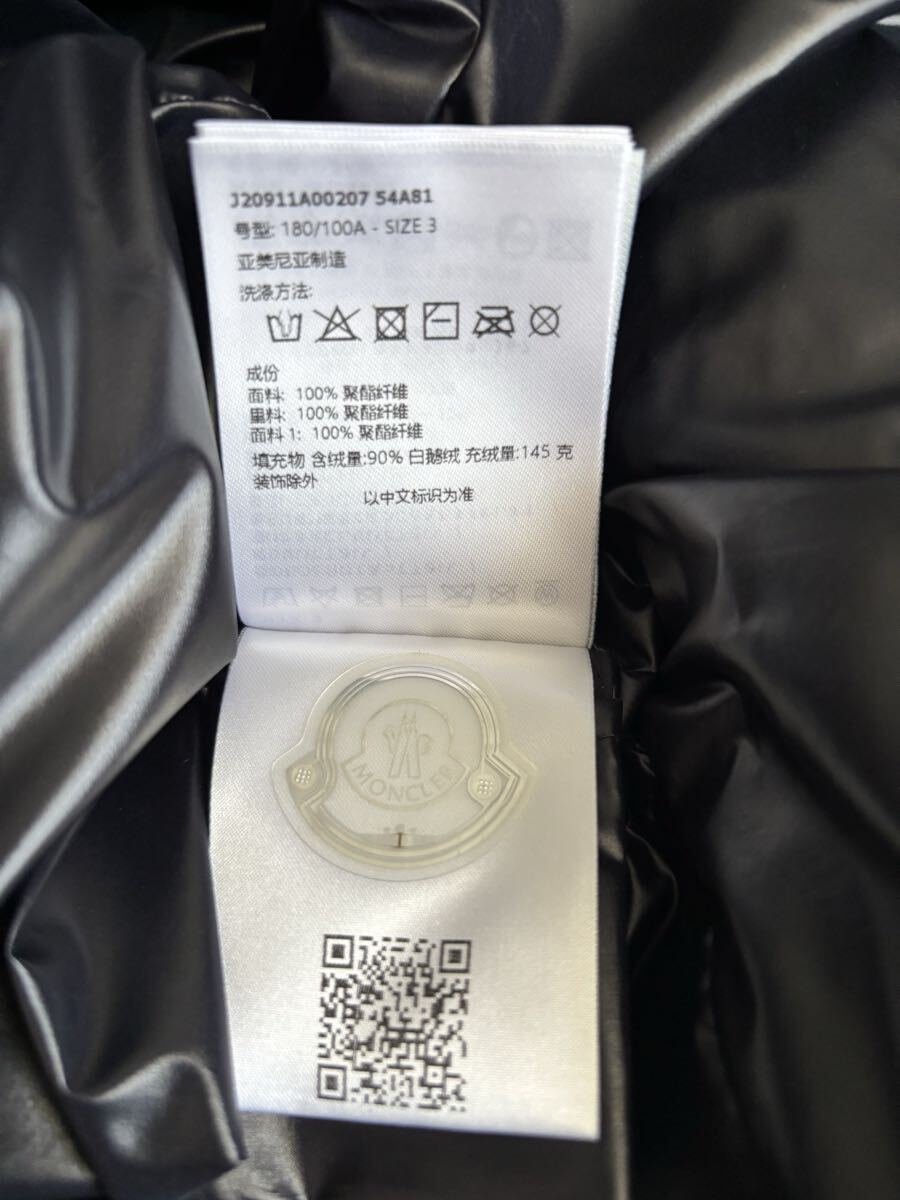 J20911A00207 54A81
号型: 180/100A - SIZE 3
亚美尼亚制造
洗涤方法:
成份
面料: 100% 聚酯纤维
里料: 100% 聚酯纤维
面料 1: 100% 聚酯纤维
填充物 含绒量:90% 白鹅绒 充绒量:145 克
装饰除外
以中文标识为准
MONCLER